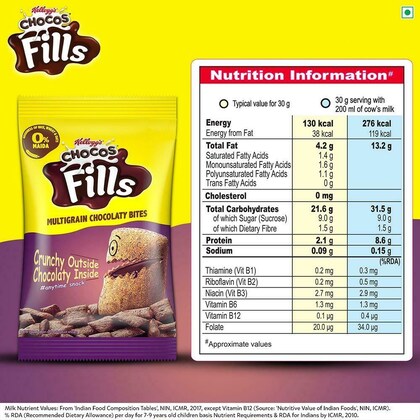 Kellogg's
CHOCOS
Fills
0%
MAIDA
Kellogg's
CHOCOS
Fills
MULTIGRAIN CHOCOLATY BITES
Crunchy Outside
Chocolaty Inside
#anytime snack
Nutrition Information#
Typical value for 30 g
30 g serving with
200 ml of cow's milk
Energy 130 kcal 276 kcal
Energy from Fat 38 kcal 119 kcal
Total Fat 4.2 g 13.2 g
Saturated Fatty Acids 1.4 g
Monounsaturated Fatty Acids 1.6 g
Polyunsaturated Fatty Acids 1.1 g
Trans Fatty Acids 0 g
Cholesterol 0 mg
Total Carbohydrates 21.6 g 31.5 g
of which Sugar (Sucrose) 9.0 g 9.0 g
of which Dietary Fibre 1.5 g 1.5 g
Protein 2.1 g 8.6 g
Sodium 0.09 g 0.15 g
(%RDA)
Thiamine (Vit B1) 0.2 mg 0.3 mg
Riboflavin (Vit B2) 0.2 mg 0.5 mg
Niacin (Vit B3) 2.7 mg 2.9 mg
Vitamin B6 1.3 mg 1.3 mg
Vitamin B12 0.1 µg 0.4 µg
Folate 20.0 µg 34.0 µg
#Approximate values
Milk Nutrient Values: From 'Indian Food Composition Tables', NIN, ICMR, 2017, except Vitamin B12 (Source: 'Nutritive Value of Indian Foods', NIN, ICMR).
% RDA (Recommended Dietary Allowance) per day for 7-9 years old children basis Nutrient Requirements & RDA for Indians by ICMR, 2010.